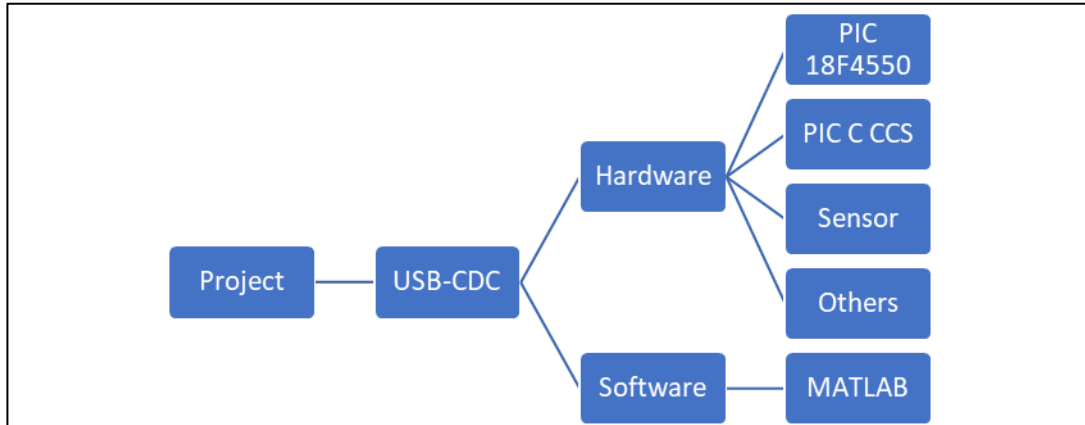 PIC
18F4550
PIC C CCS
Hardware
Sensor
Project
USB-CDC
Others
Software
MATLAB